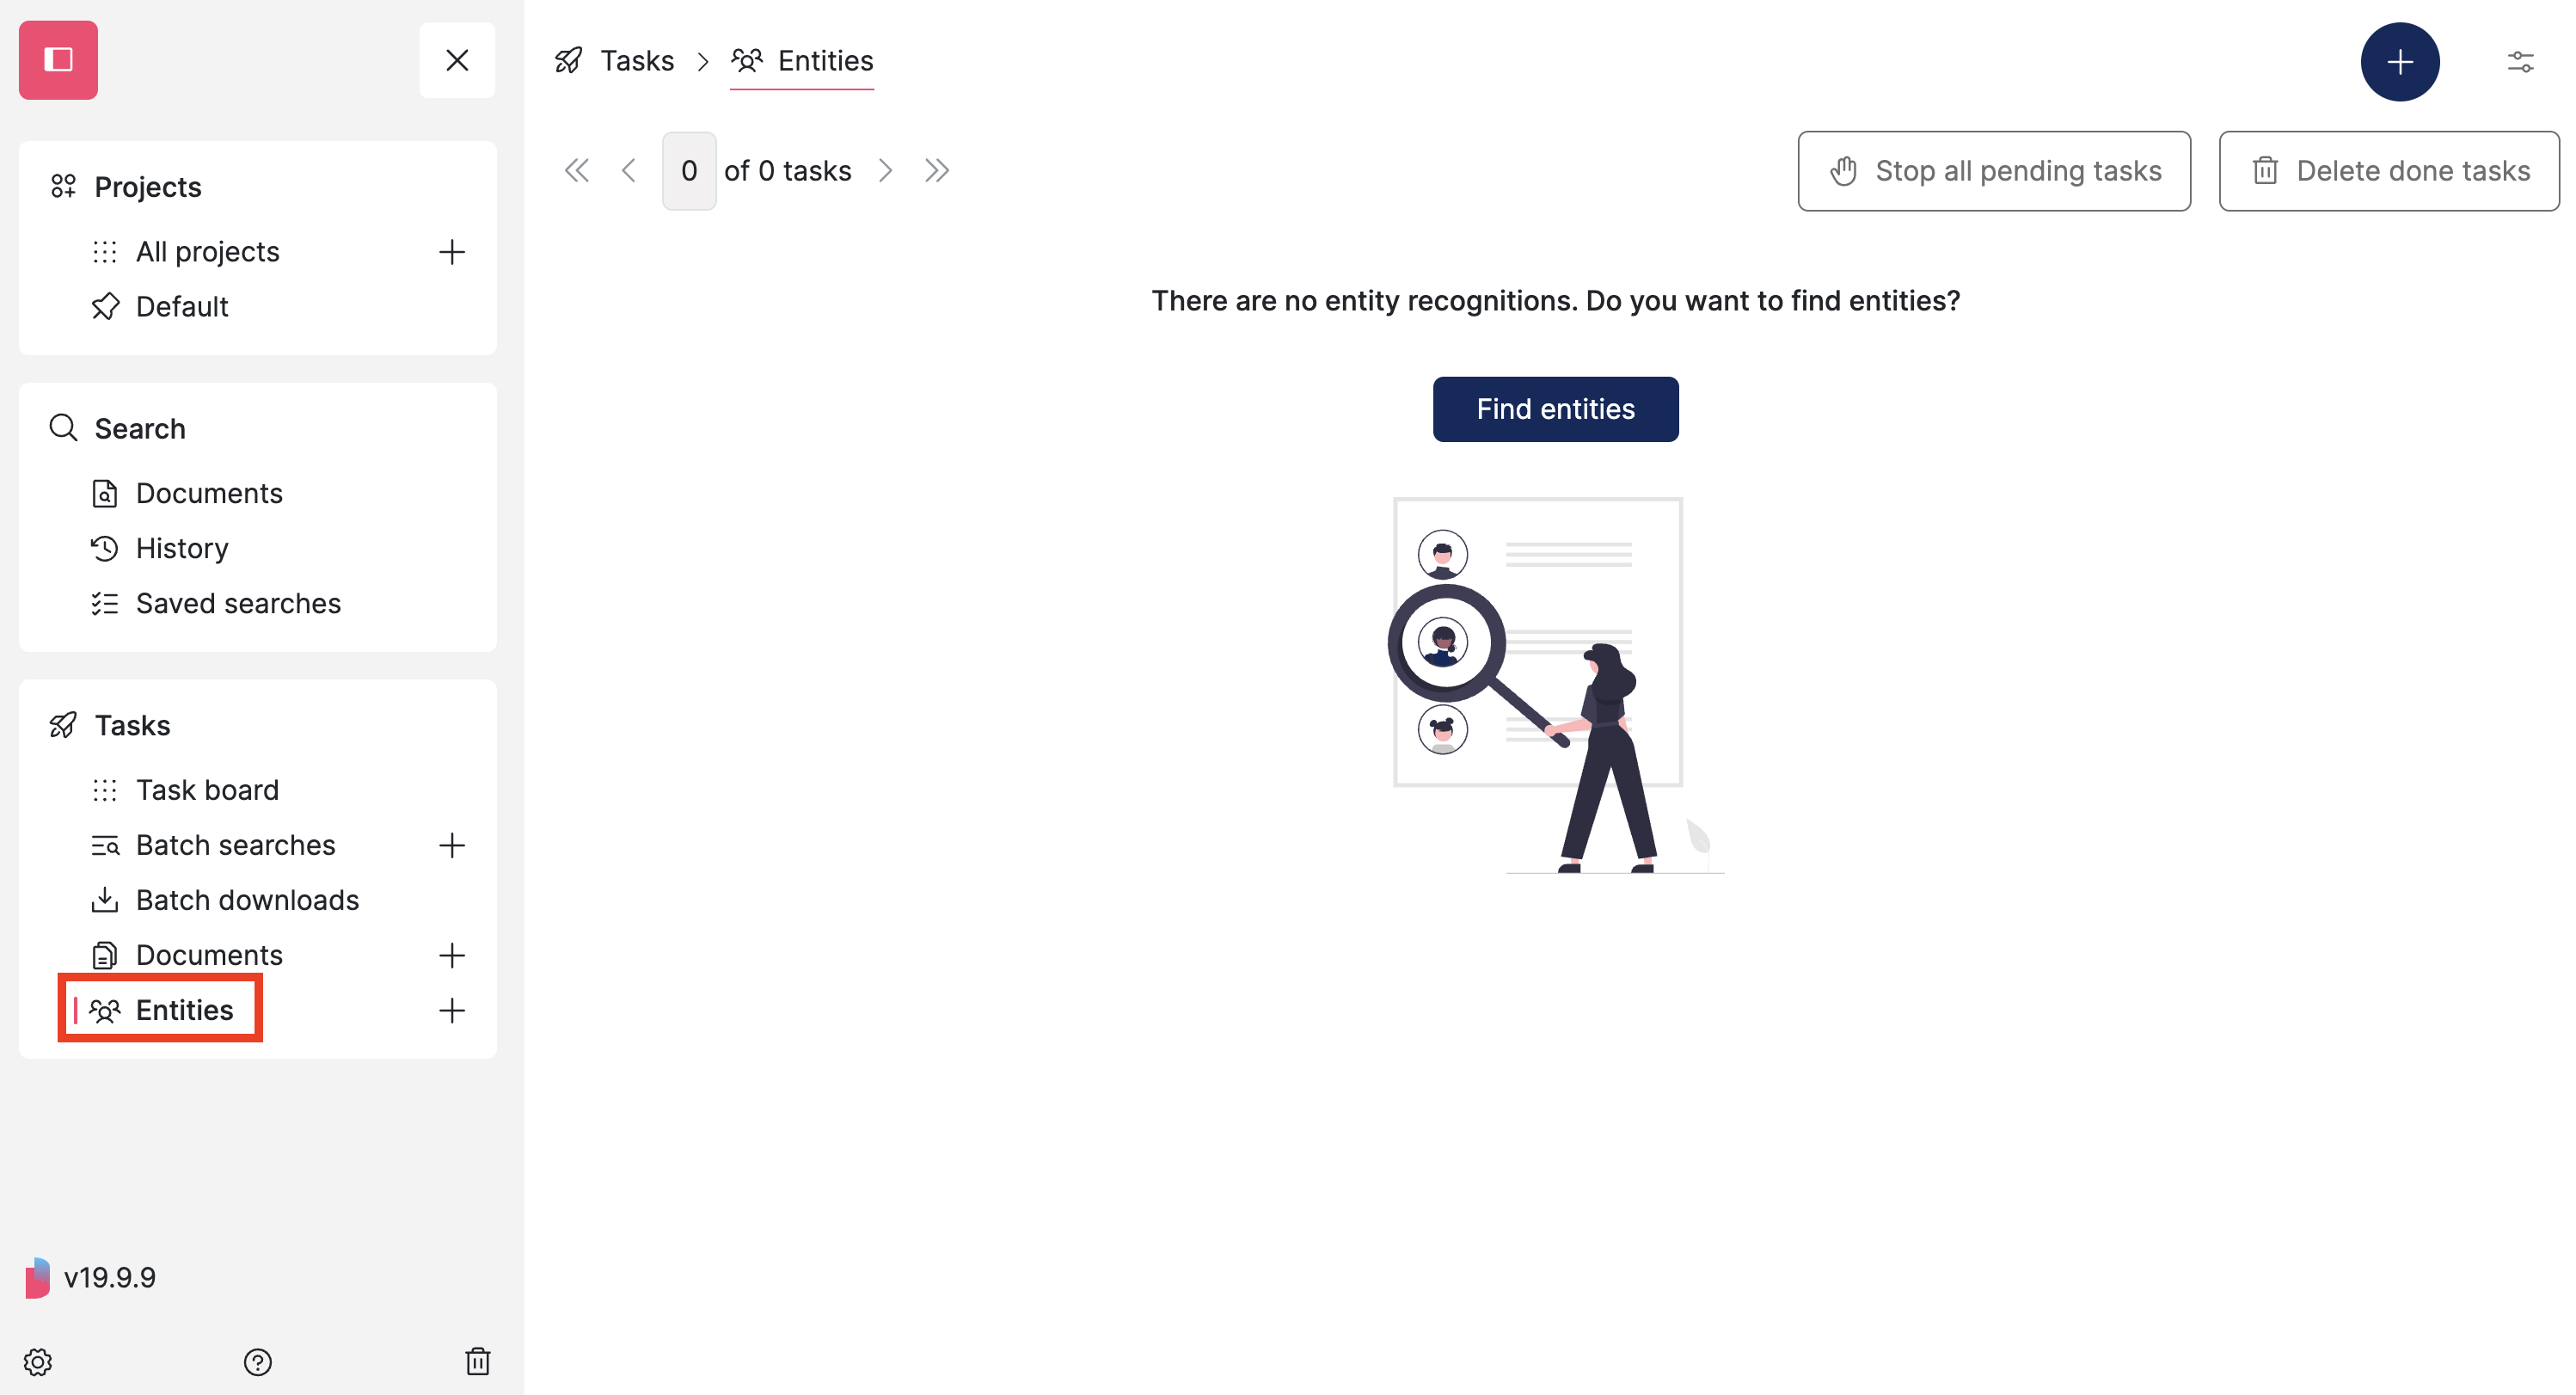 Projects
All projects
Default
Search
Documents
History
Saved searches
Tasks
Task board
Batch searches
Batch downloads
Documents
Entities
v19.9.9
Tasks
Entities
0 of 0 tasks
Stop all pending tasks
Delete done tasks
There are no entity recognitions. Do you want to find entities?
Find entities